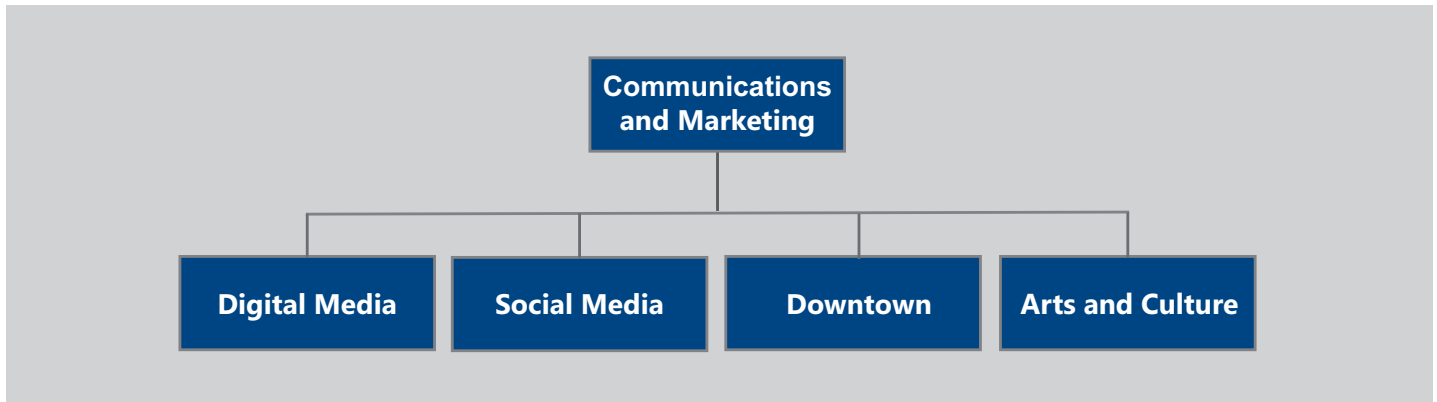 Communications
and Marketing
Digital Media
Social Media
Downtown
Arts and Culture